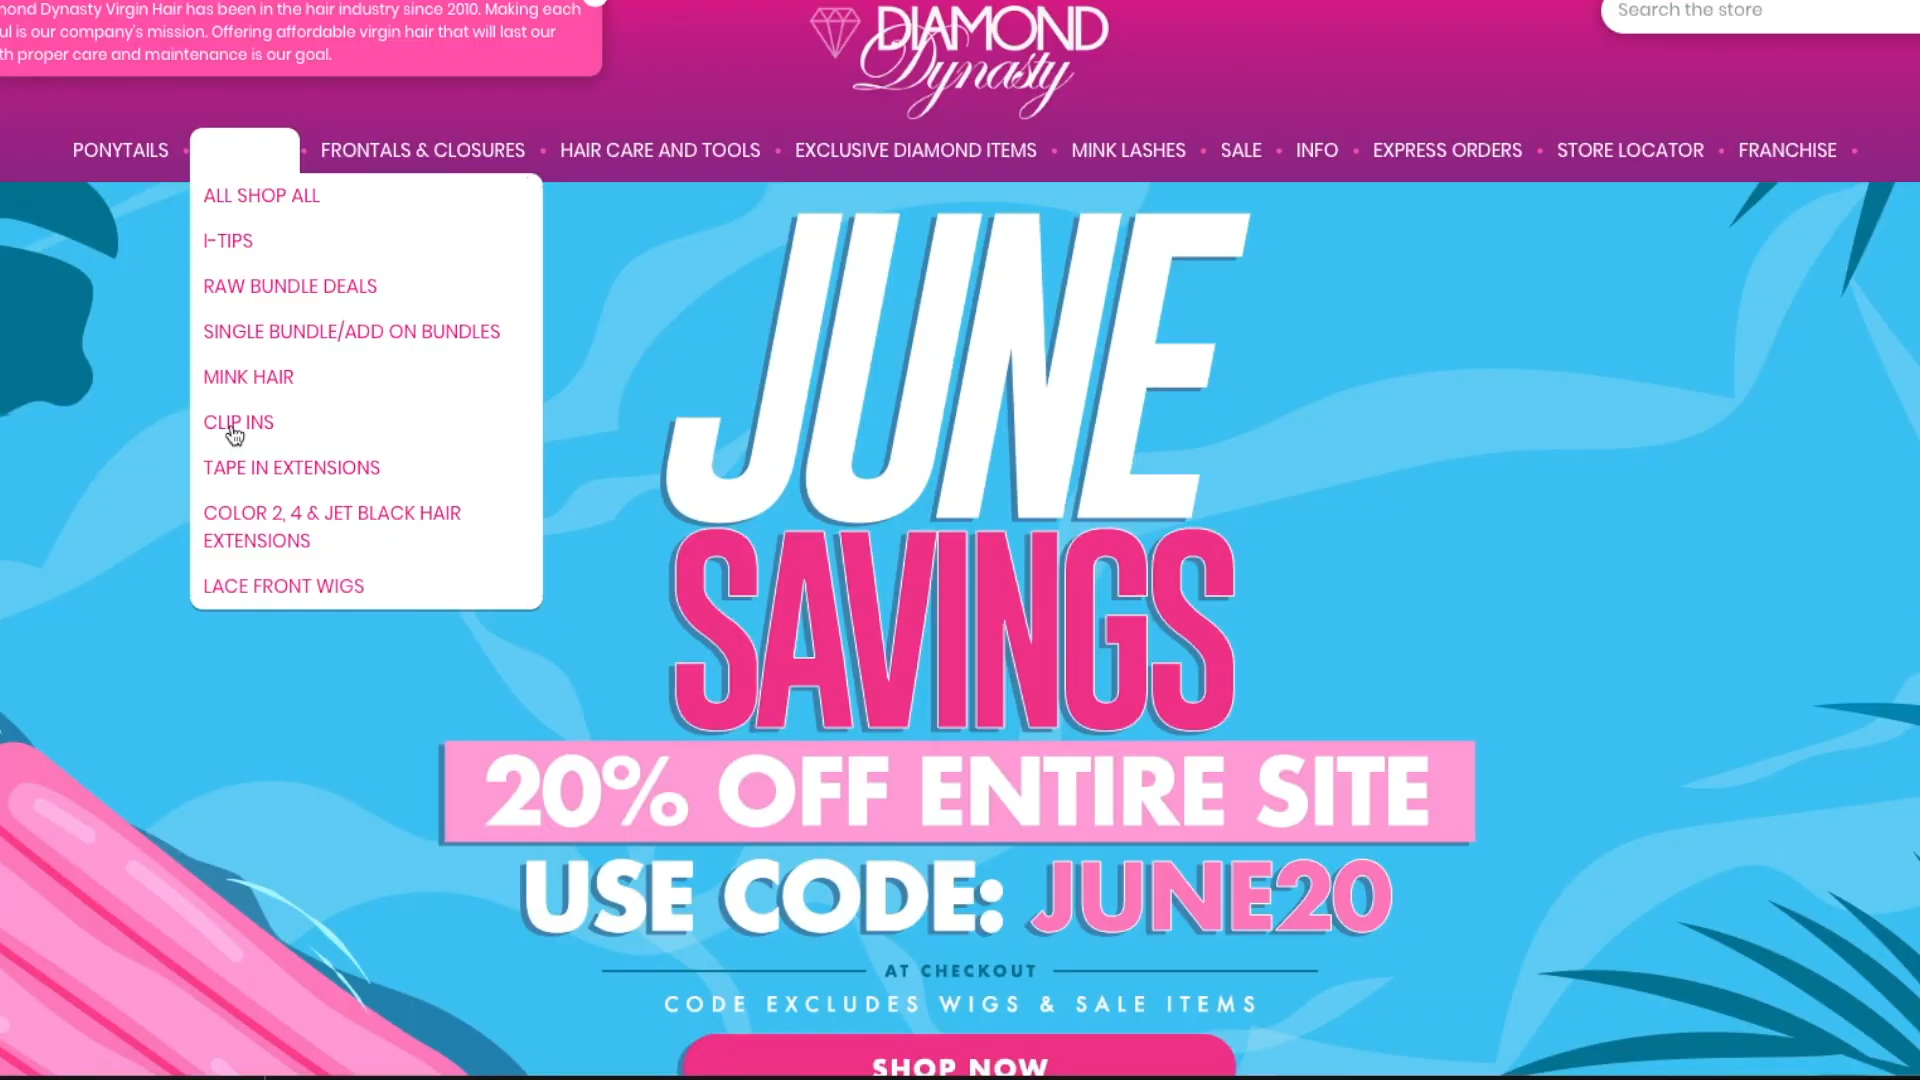 mond Dynasty Virgin Hair has been in the hair industry since 2010. Making each
ul is our company's mission. Offering affordable virgin hair that will last our
th proper care and maintenance is our goal.
DIAMOND
Dynasty
Search the store
PONYTAILS
FRONTALS & CLOSURES
HAIR CARE AND TOOLS
EXCLUSIVE DIAMOND ITEMS
MINK LASHES
SALE
INFO
EXPRESS ORDERS
STORE LOCATOR
FRANCHISE
ALL SHOP ALL
I-TIPS
RAW BUNDLE DEALS
SINGLE BUNDLE/ADD ON BUNDLES
MINK HAIR
CLIP INS
TAPE IN EXTENSIONS
COLOR 2, 4 & JET BLACK HAIR
EXTENSIONS
LACE FRONT WIGS
JUNE
SAVINGS
20% OFF ENTIRE SITE
USE CODE: JUNE20
AT CHECKOUT
CODE EXCLUDES WIGS & SALE ITEMS
SHOP NOW